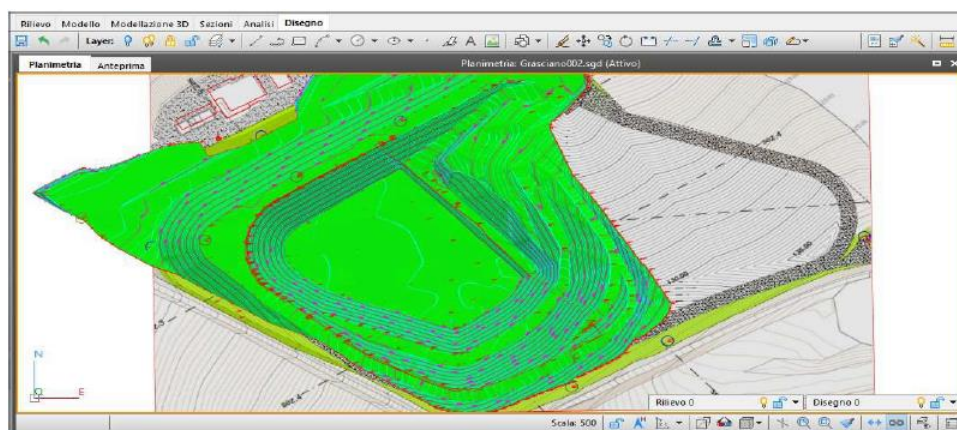 Rilievo Modello Modellazione 3D Sezioni Analisi Disegno
Layer:
Planimetria Anteprima Planimetria: Grasciano002.sgd (Attivo)
N
E
Rilievo 0 Disegno 0
Scala: 500